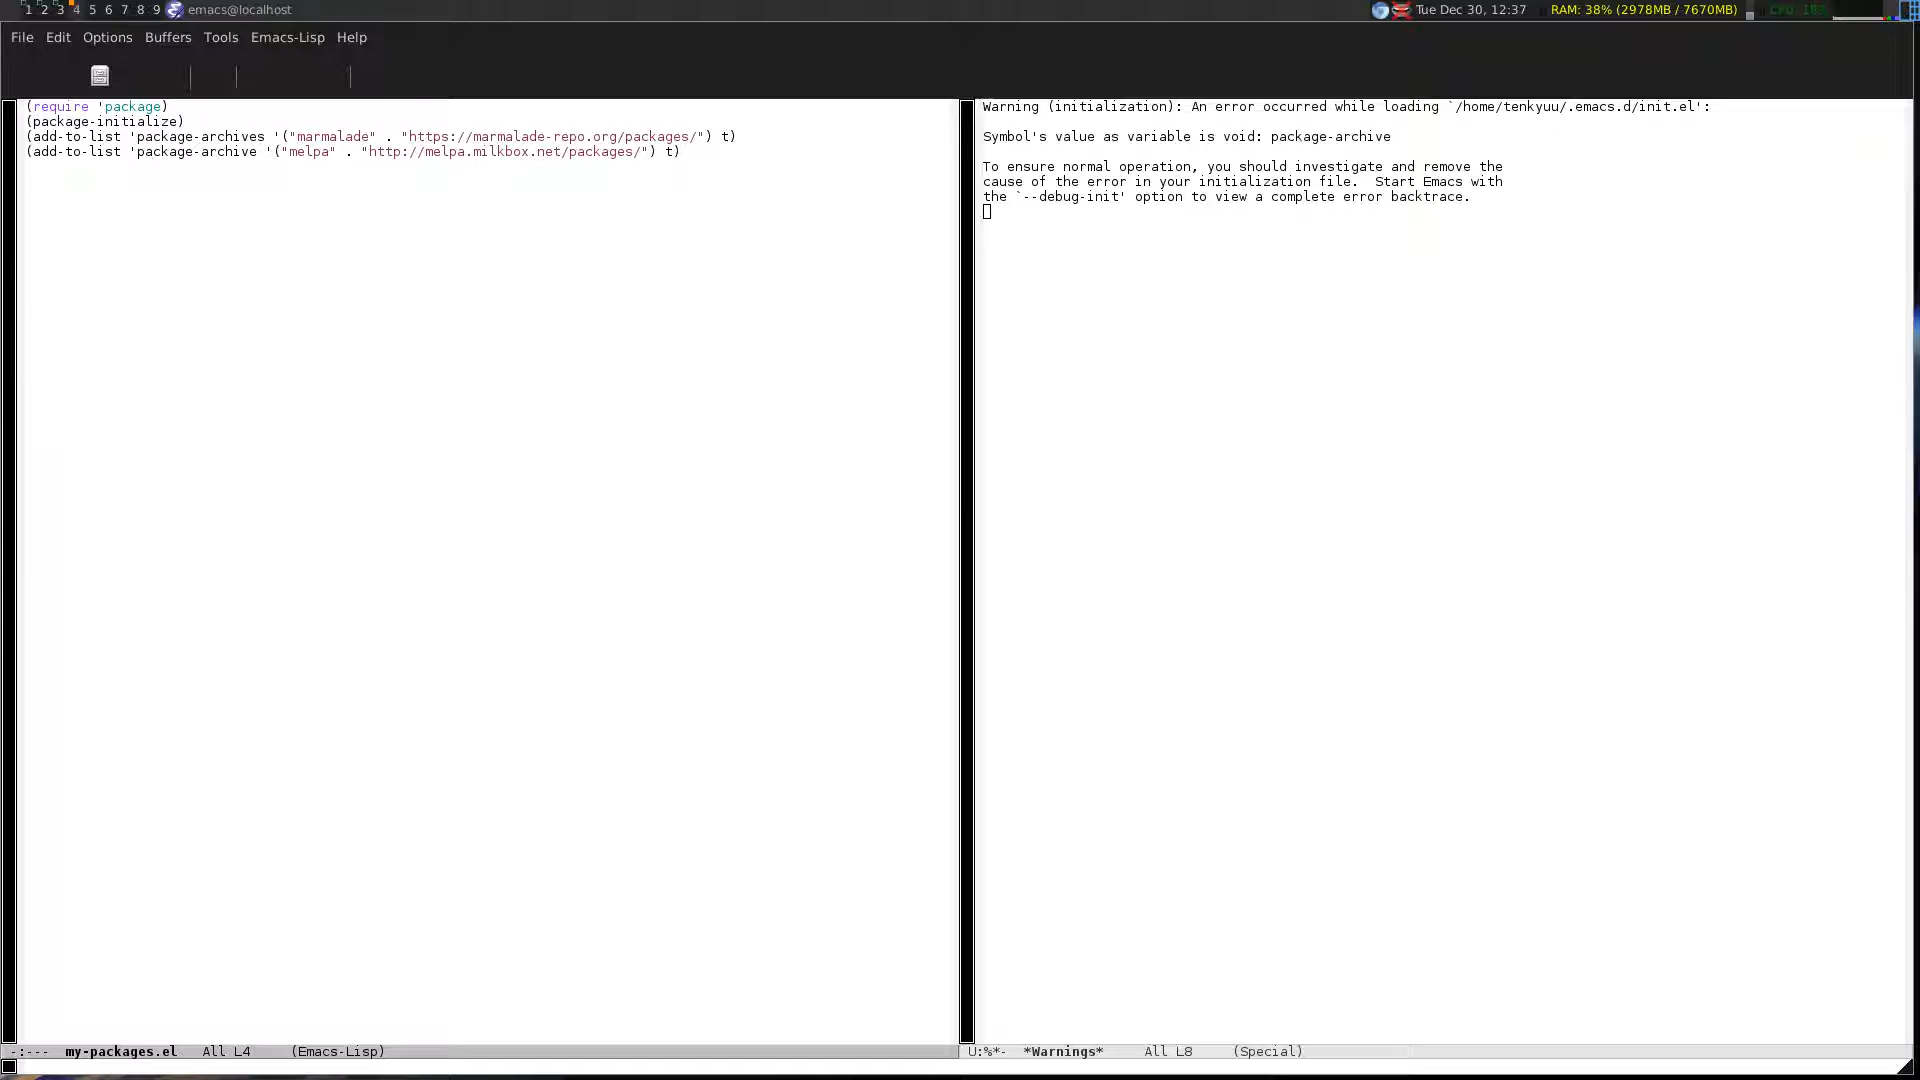 1 2 3 4 5 6 7 8 9 emacs@localhost
Tue Dec 30, 12:37 RAM: 38% (2978MB / 7670MB)
File Edit Options Buffers Tools Emacs-Lisp Help
(require 'package)
(package-initialize)
(add-to-list 'package-archives '("marmalade" . "https://marmalade-repo.org/packages/") t)
(add-to-list 'package-archive '("melpa" . "http://melpa.milkbox.net/packages/") t)
-:--- my-packages.el All L4 (Emacs-Lisp)
Warning (initialization): An error occurred while loading `/home/tenkyuu/.emacs.d/init.el':
Symbol's value as variable is void: package-archive
To ensure normal operation, you should investigate and remove the
cause of the error in your initialization file. Start Emacs with
the `--debug-init' option to view a complete error backtrace.
U:%*- *Warnings* All L8 (Special)